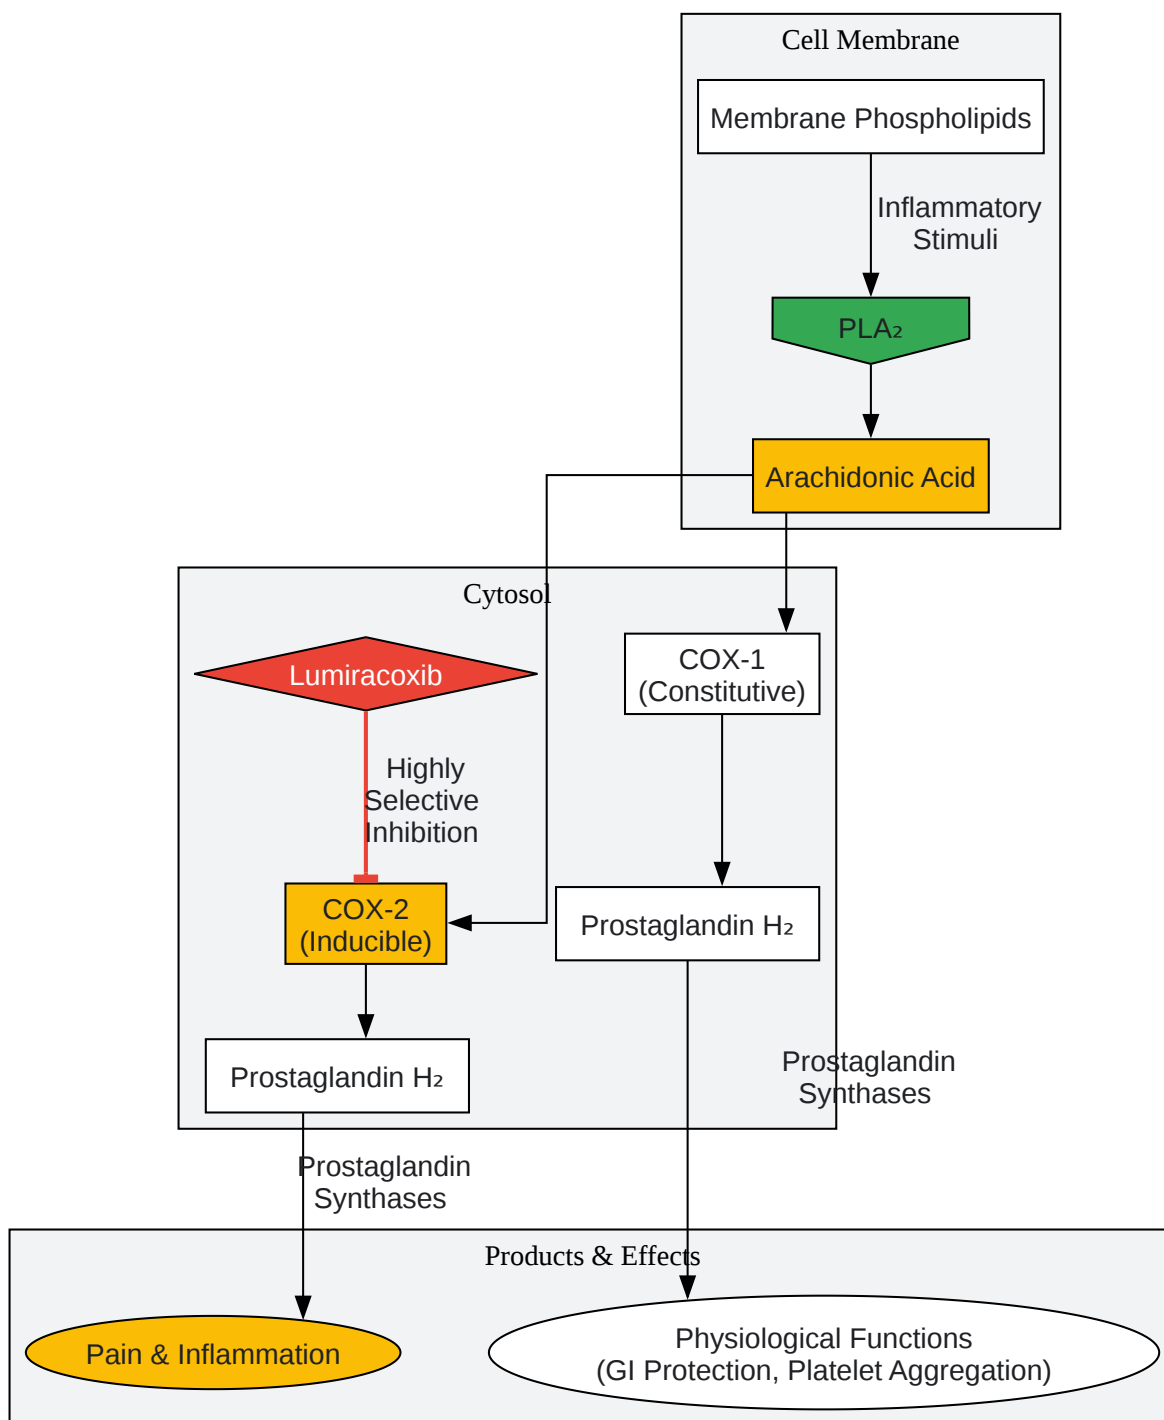 Cell Membrane
Membrane Phospholipids
Inflammatory
Stimuli
PLA₂
Arachidonic Acid
Cytosol
Lumiracoxib
COX-1
(Constitutive)
Highly
Selective
Inhibition
COX-2
(Inducible)
Prostaglandin H₂
Prostaglandin H₂
Prostaglandin
Synthases
Prostaglandin
Synthases
Products & Effects
Pain & Inflammation
Physiological Functions
(GI Protection, Platelet Aggregation)